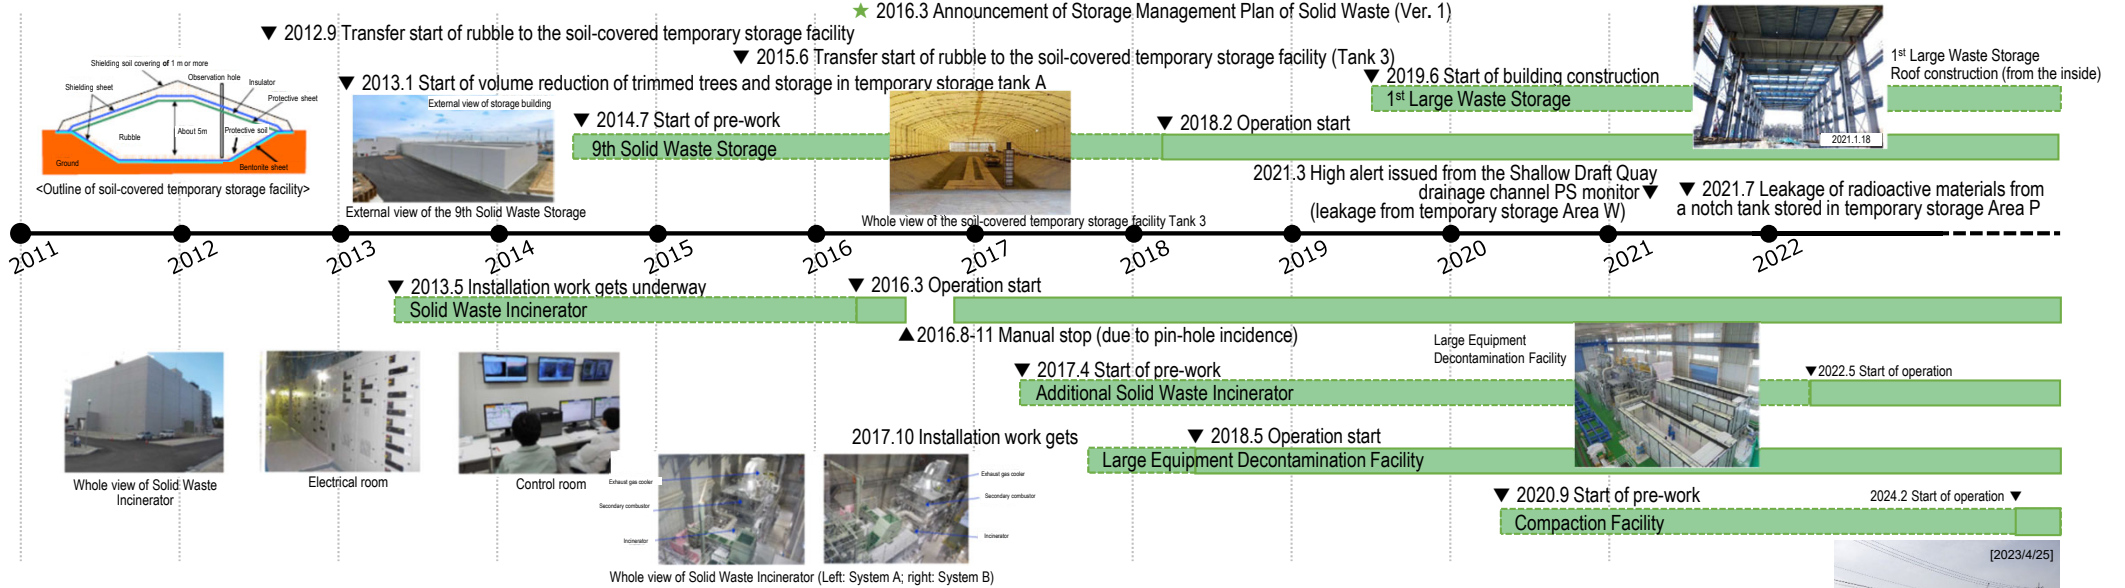 ★ 2016.3 Announcement of Storage Management Plan of Solid Waste (Ver. 1)
▼ 2012.9 Transfer start of rubble to the soil-covered temporary storage facility
▼ 2015.6 Transfer start of rubble to the soil-covered temporary storage facility (Tank 3)
▼ 2013.1 Start of volume reduction of trimmed trees and storage in temporary storage tank A
▼ 2019.6 Start of building construction
1st Large Waste Storage
1st Large Waste Storage
Roof construction (from the inside)
2021.1.18
Shielding soil covering of 1 m or more
Observation hole
Insulator
Shielding sheet
Protective sheet
Rubble
About 5m
Protective soil
Ground
Bentonite sheet
<Outline of soil-covered temporary storage facility>
External view of storage building
External view of the 9th Solid Waste Storage
▼ 2014.7 Start of pre-work
9th Solid Waste Storage
▼ 2018.2 Operation start
Whole view of the soil-covered temporary storage facility Tank 3
2021.3 High alert issued from the Shallow Draft Quay
drainage channel PS monitor ▼
(leakage from temporary storage Area W)
▼ 2021.7 Leakage of radioactive materials from
a notch tank stored in temporary storage Area P
2011
2012
2013
2014
2015
2016
2017
2018
2019
2020
2021
2022
▼ 2013.5 Installation work gets underway
Solid Waste Incinerator
▼ 2016.3 Operation start
▲ 2016.8-11 Manual stop (due to pin-hole incidence)
▼ 2017.4 Start of pre-work
Additional Solid Waste Incinerator
▼ 2022.5 Start of operation
Large Equipment
Decontamination Facility
2017.10 Installation work gets
▼ 2018.5 Operation start
Large Equipment Decontamination Facility
▼ 2020.9 Start of pre-work
Compaction Facility
2024.2 Start of operation ▼
[2023/4/25]
Whole view of Solid Waste
Incinerator
Electrical room
Control room
Exhaust gas cooler
Secondary combustor
Incinerator
Exhaust gas cooler
Secondary combustor
Incinerator
Whole view of Solid Waste Incinerator (Left: System A; right: System B)